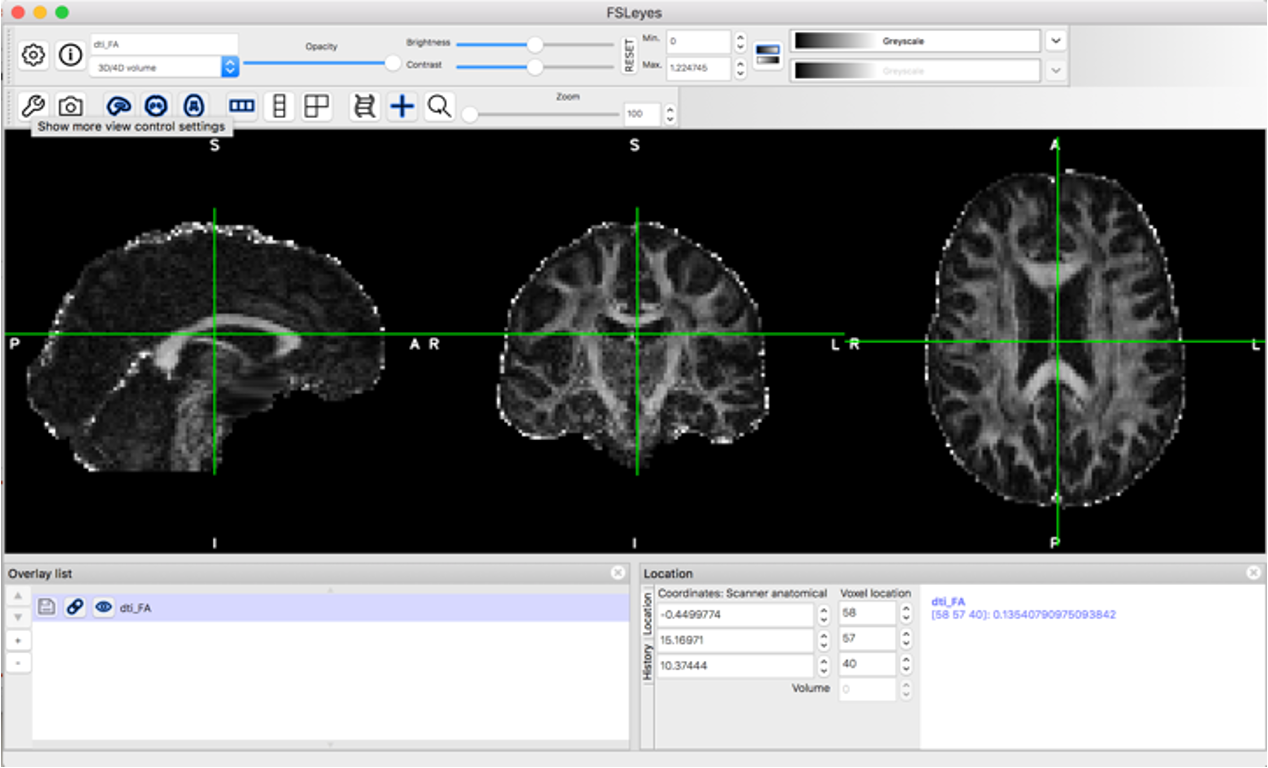 FSLeyes
dti_FA
3D/4D volume
Opacity
Brightness
Contrast
RESET
Min. 0
Max. 1.224745
Greyscale
Greyscale
Zoom
100
Show more view control settings
S S A
P A R L R L
I I P
Overlay list
dti_FA
Location
Location
History
Coordinates: Scanner anatomical
Voxel location
-0.4499774 58
15.16971 57
10.37444 40
Volume 0
dti_FA
[58 57 40]: 0.13540790975093842
+
-